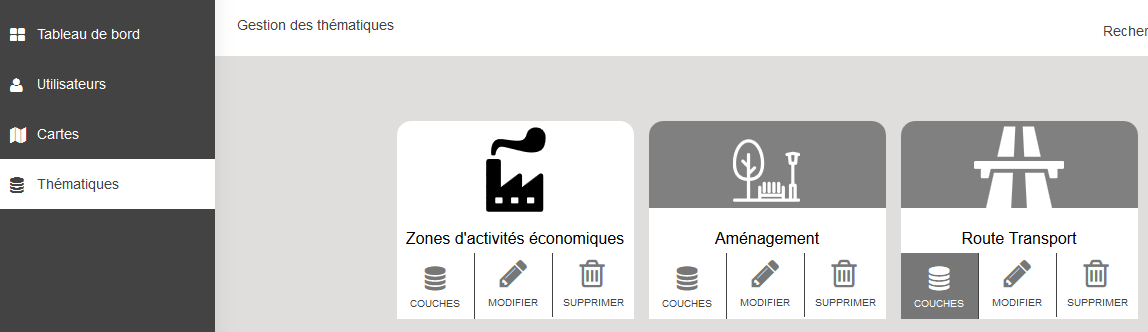 Tableau de bord
Utilisateurs
Cartes
Thématiques
Gestion des thématiques
Recher
Zones d'activités économiques
COUCHES
MODIFIER
SUPPRIMER
Aménagement
COUCHES
MODIFIER
SUPPRIMER
Route Transport
COUCHES
MODIFIER
SUPPRIMER